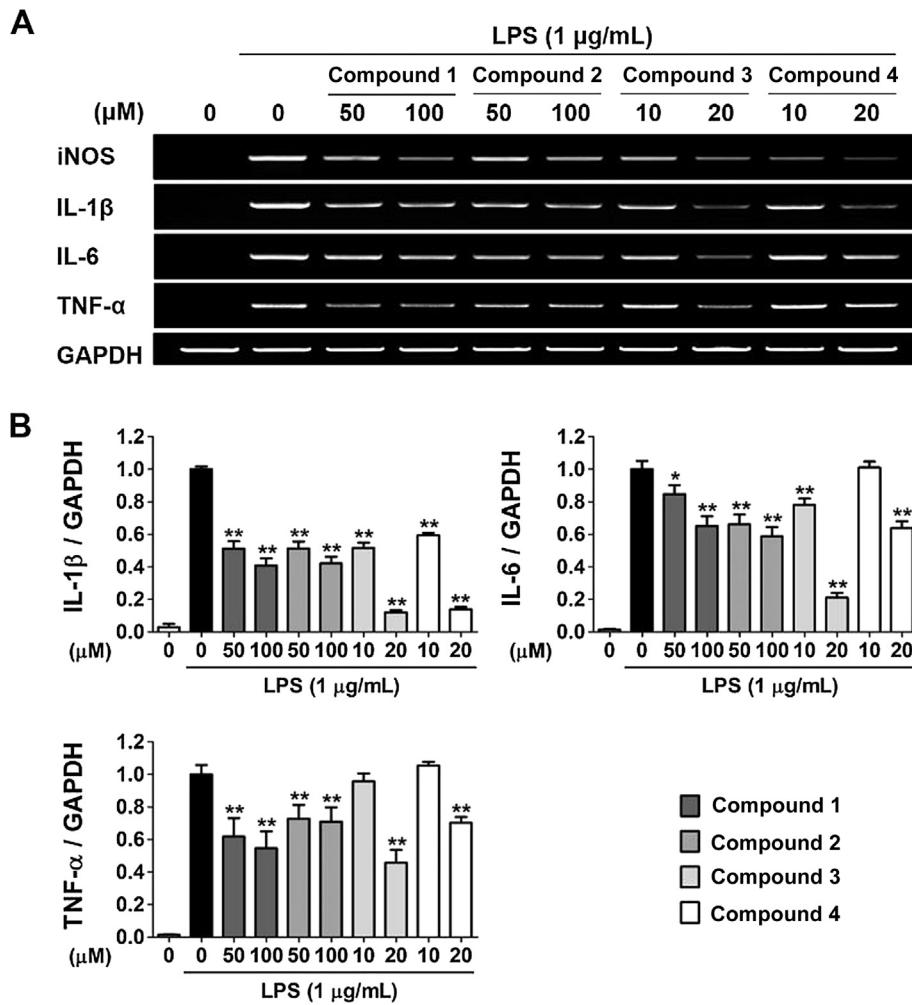 A
LPS (1 µg/mL)
Compound 1 Compound 2 Compound 3 Compound 4
(µM) 0 0 50 100 50 100 10 20 10 20
iNOS
IL-1β
IL-6
TNF-α
GAPDH
B
IL-1β / GAPDH
1.2
1.0
0.8
0.6
0.4
0.2
0.0
** ** ** ** ** ** ** **
(µM) 0 0 50 100 50 100 10 20 10 20
LPS (1 µg/mL)
IL-6 / GAPDH
1.2
1.0
0.8
0.6
0.4
0.2
0.0
* ** ** ** ** ** **
(µM) 0 0 50 100 50 100 10 20 10 20
LPS (1 µg/mL)
TNF-α / GAPDH
1.2
1.0
0.8
0.6
0.4
0.2
0.0
** ** ** ** ** **
(µM) 0 0 50 100 50 100 10 20 10 20
LPS (1 µg/mL)
Compound 1
Compound 2
Compound 3
Compound 4